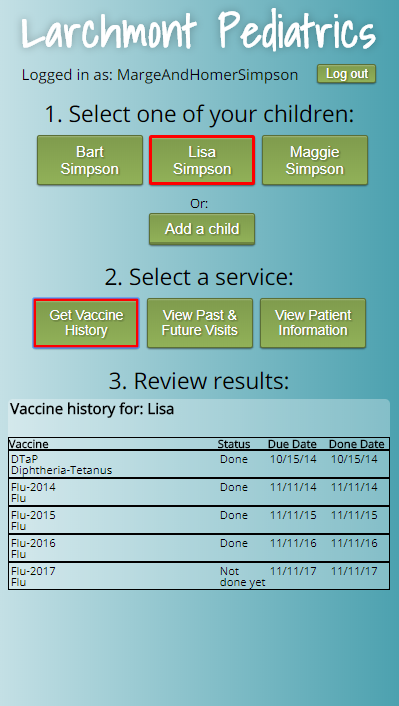 Larchmont Pediatrics
Logged in as: MargeAndHomerSimpson Log out
1. Select one of your children:
Bart Simpson
Lisa Simpson
Maggie Simpson
Or:
Add a child
2. Select a service:
Get Vaccine History
View Past & Future Visits
View Patient Information
3. Review results:
Vaccine history for: Lisa
Vaccine Status Due Date Done Date
DTaP Done 10/15/14 10/15/14
Diphtheria-Tetanus
Flu-2014 Done 11/11/14 11/11/14
Flu
Flu-2015 Done 11/11/15 11/11/15
Flu
Flu-2016 Done 11/11/16 11/11/16
Flu
Flu-2017 Not 11/11/17 11/11/17
Flu done yet